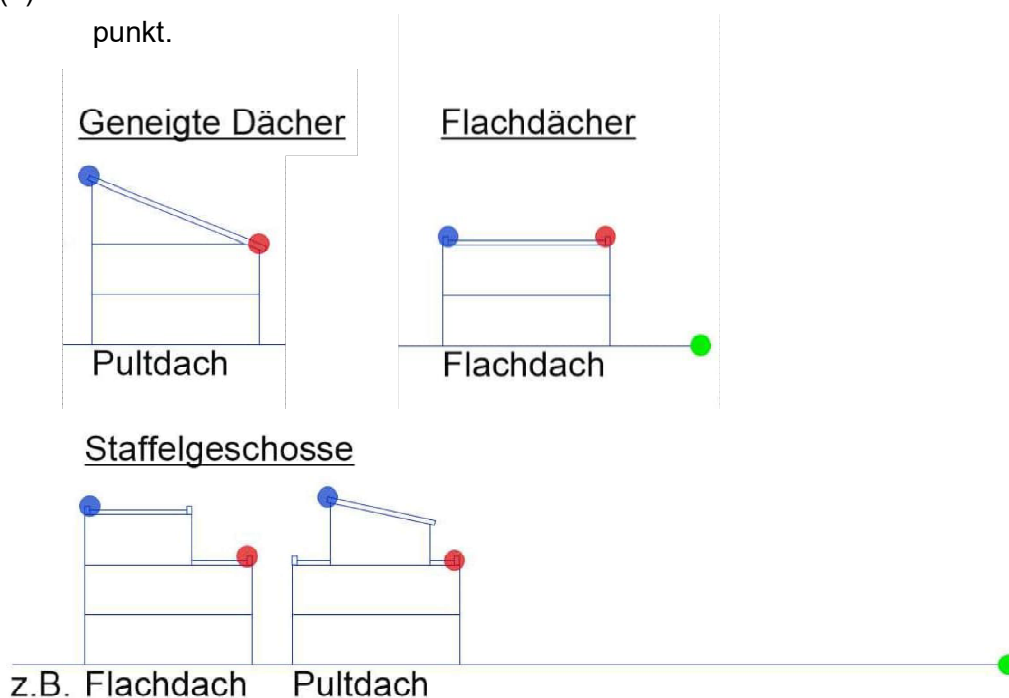 punkt.
Geneigte Dächer
Flachdächer
Pultdach
Flachdach
Staffelgeschosse
z.B. Flachdach
Pultdach